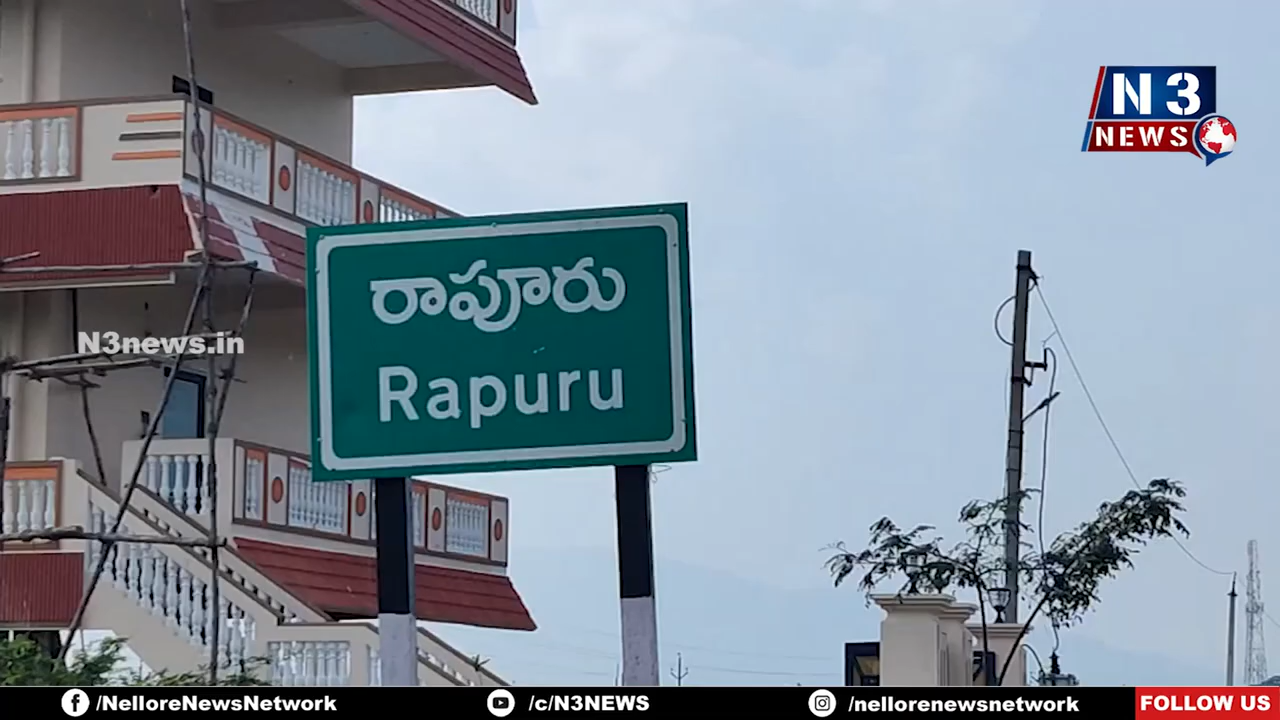 N3
NEWS
రాపూరు
N3news.in
Rapuru
/NelloreNewsNetwork
/c/N3NEWS
/nellorenewsnetwork
FOLLOW US